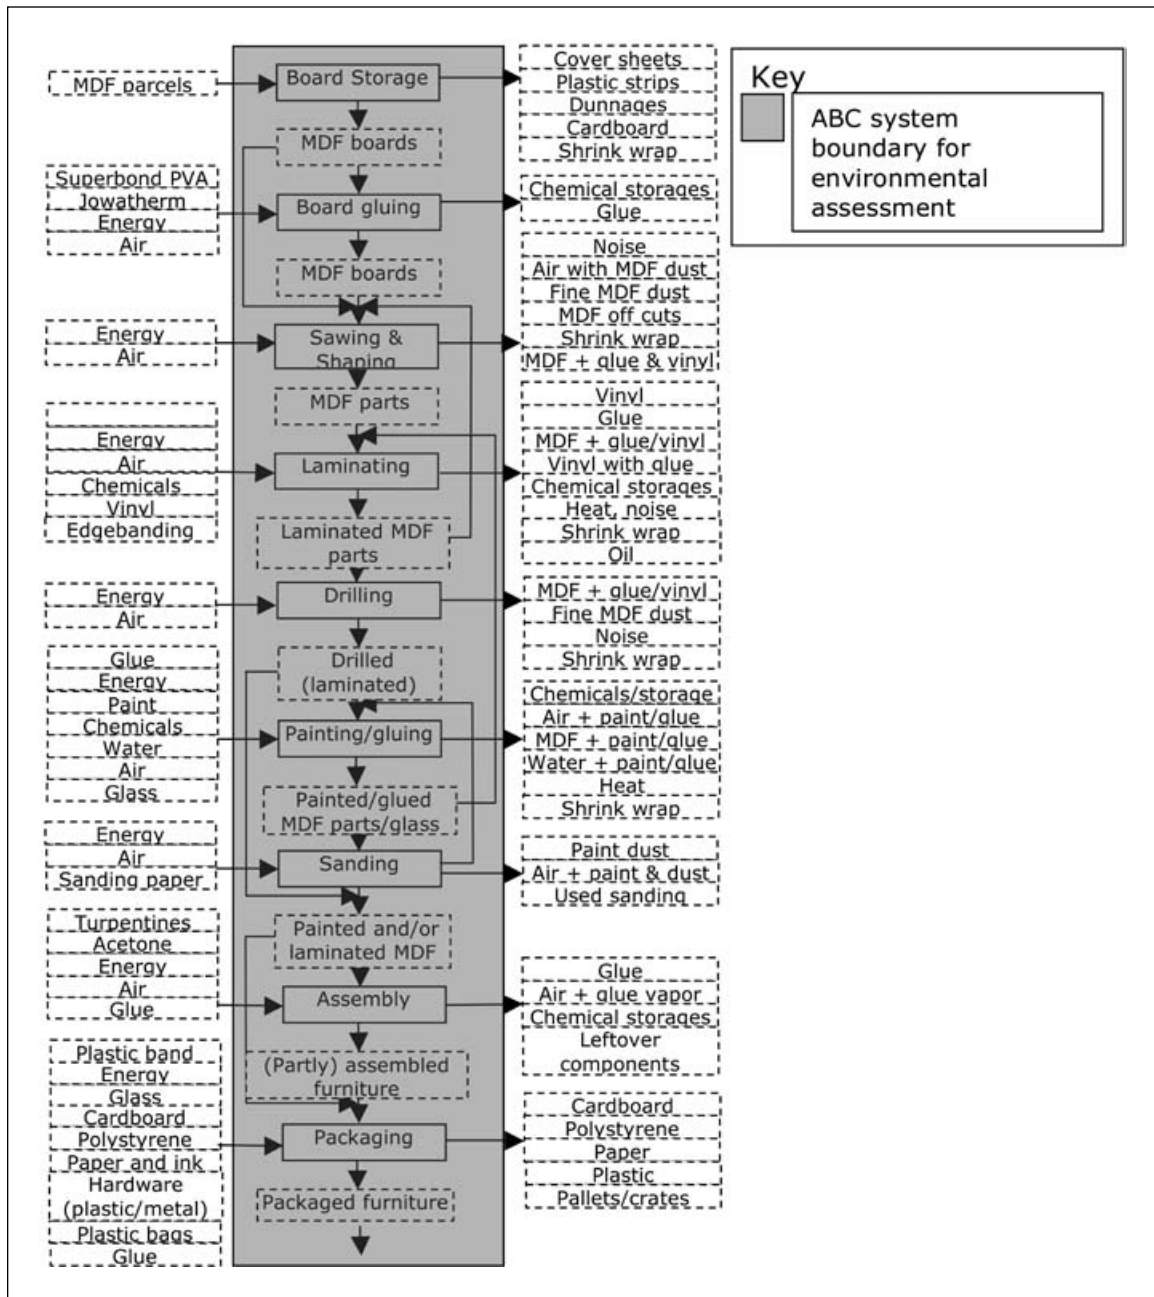 MDF parcels
Board Storage
Cover sheets
Plastic strips
Dunnages
Cardboard
Shrink wrap
MDF boards
Superbond PVA
Jowatherm
Energy
Air
Board gluing
Chemical storages
Glue
MDF boards
Energy
Air
Sawing &
Shaping
Noise
Air with MDF dust
Fine MDF dust
MDF off cuts
Shrink wrap
MDF + glue & vinyl
MDF parts
Energy
Air
Chemicals
Vinyl
Edgebanding
Laminating
Vinyl
Glue
MDF + glue/vinyl
Vinyl with glue
Chemical storages
Heat, noise
Shrink wrap
Oil
Laminated MDF
parts
Energy
Air
Drilling
MDF + glue/vinyl
Fine MDF dust
Noise
Shrink wrap
Drilled
(laminated)
Glue
Energy
Paint
Chemicals
Water
Air
Glass
Painting/gluing
Chemicals/storage
Air + paint/glue
MDF + paint/glue
Water + paint/glue
Heat
Shrink wrap
Painted/glued
MDF parts/glass
Energy
Air
Sanding paper
Sanding
Paint dust
Air + paint & dust
Used sanding
Painted and/or
laminated MDF
Turpentines
Acetone
Energy
Air
Glue
Assembly
Glue
Air + glue vapor
Chemical storages
Leftover
components
(Partly) assembled
furniture
Plastic band
Energy
Glass
Cardboard
Polystyrene
Paper and ink
Hardware
(plastic/metal)
Plastic bags
Glue
Packaging
Cardboard
Polystyrene
Paper
Plastic
Pallets/crates
Packaged furniture
Key
ABC system
boundary for
environmental
assessment